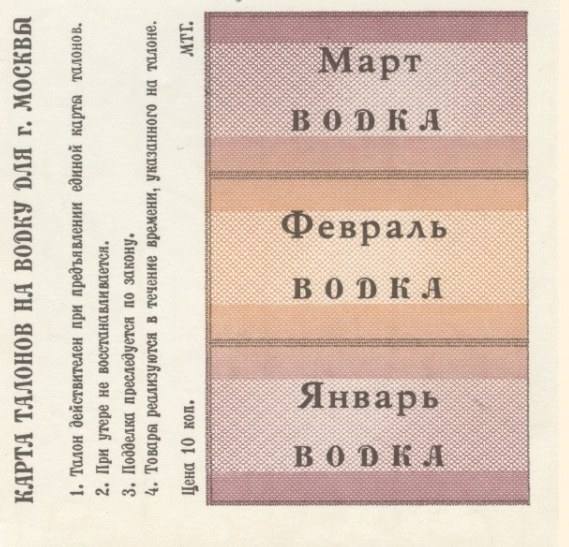 КАРТА ТАЛОНОВ НА ВОДКУ ДЛЯ г. МОСКВЫ
1. Талон действителен при предъявлении единой карты талонов.
2. При утере не восстанавливается.
3. Подделка преследуется по закону.
4. Товары реализуются в течение времени, указанного на талоне.
Цена 10 коп. МТГ.
Март
ВОДКА
Февраль
ВОДКА
Январь
ВОДКА